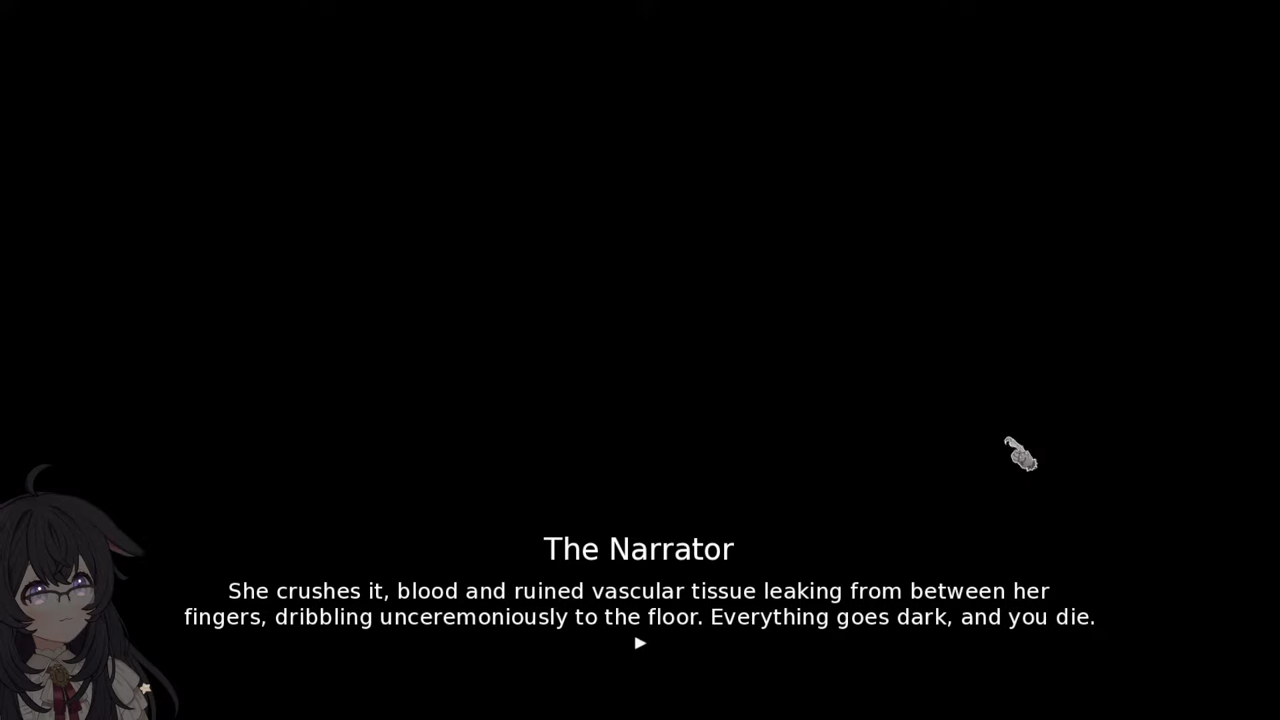 The Narrator
She crushes it, blood and ruined vascular tissue leaking from between her
fingers, dribbling unceremoniously to the floor. Everything goes dark, and you die.